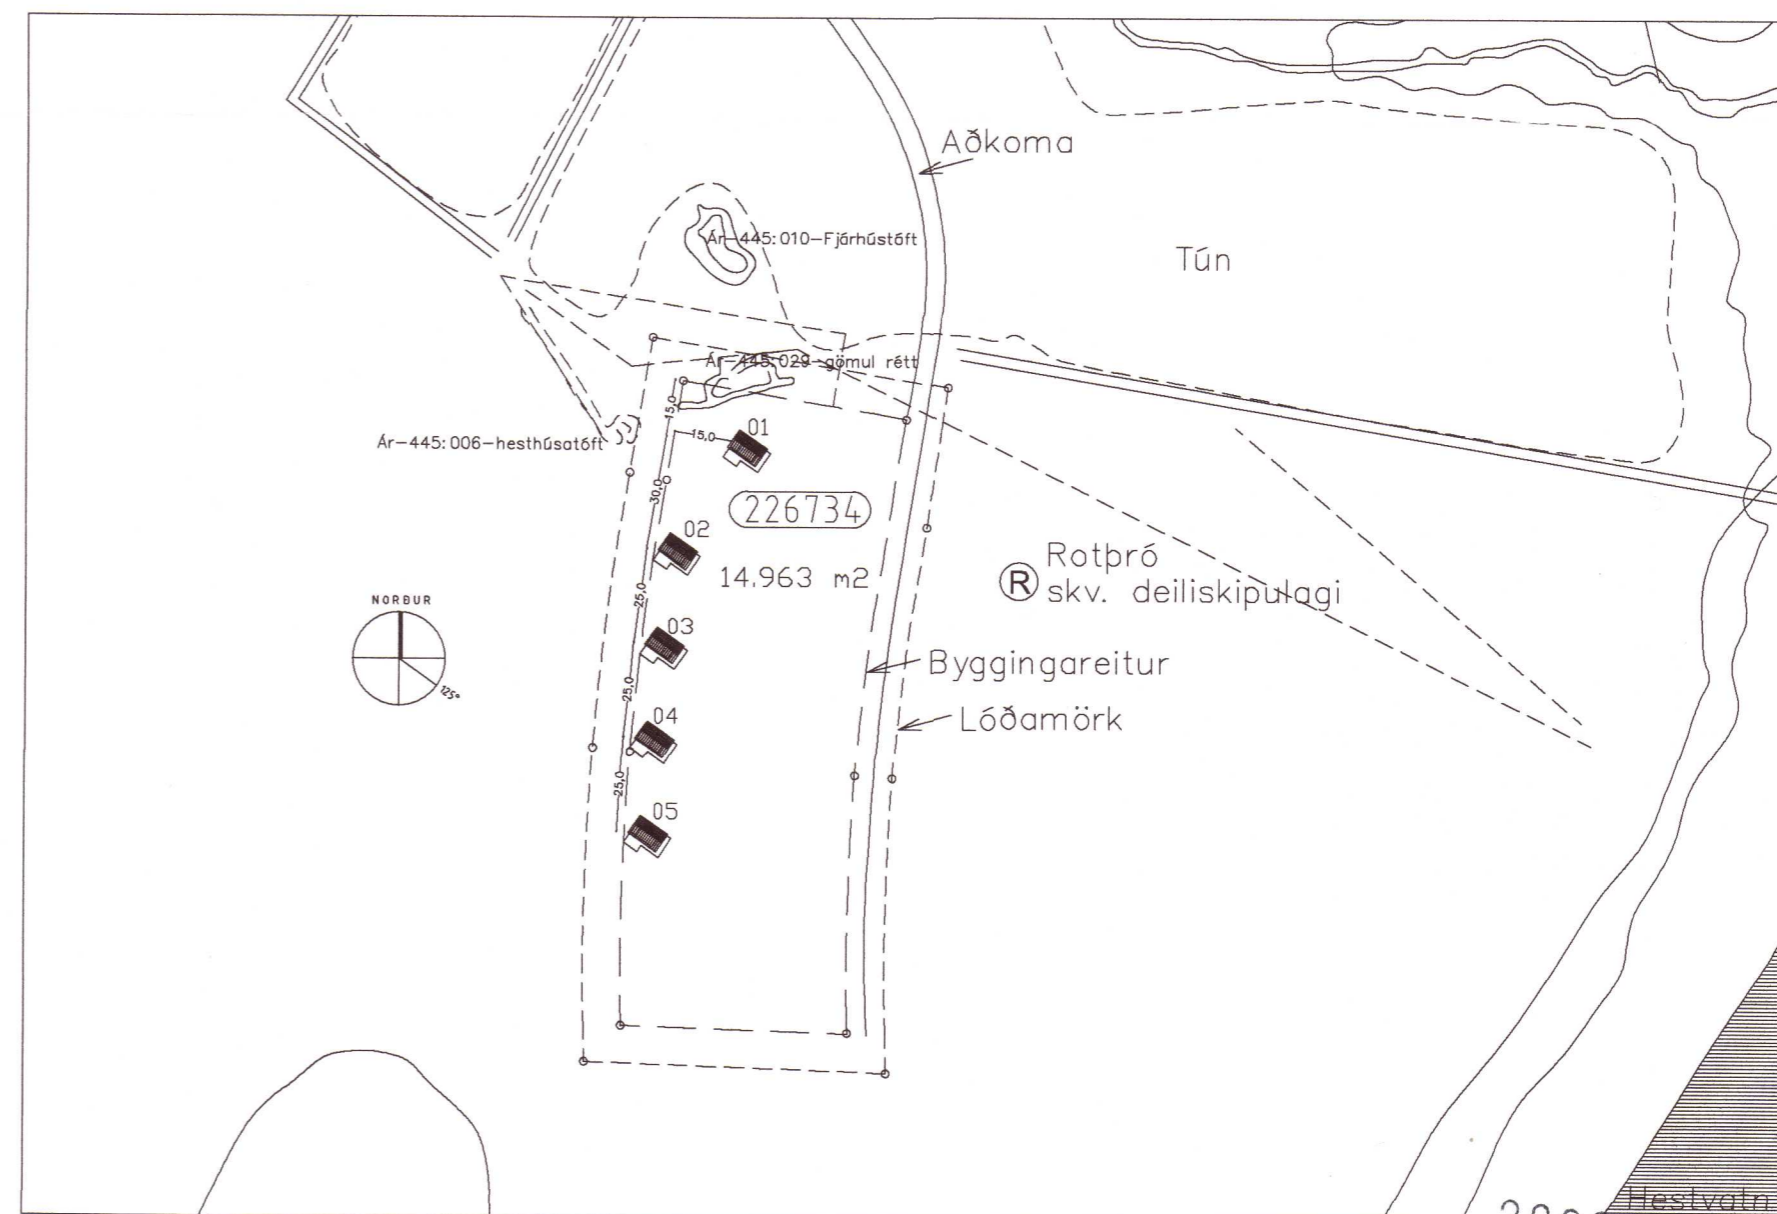 Aðkoma
Ár-445:010-Fjárhústóft
Tún
Ár-445:029-gömul rétt
15,0
15,0
01
Ár-445:006-hesthúsatóft
30,0
226734
02
Rotþró
14.963 m2
R
skv. deiliskipulagi
NORÐUR
25,0
03
Byggingareitur
125°
25,0
04
Lóðamörk
25,0
05
Hestvatn